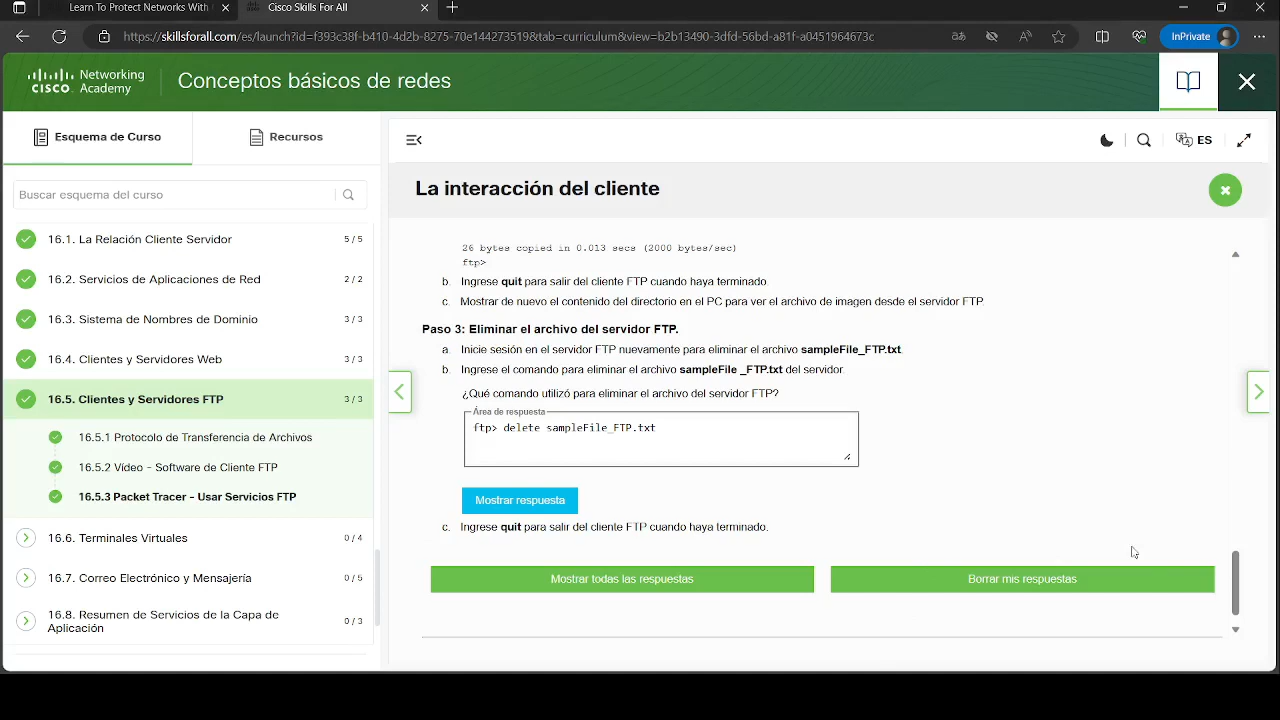 Learn To Protect Networks With
Cisco Skills For All
https://skillsforall.com/es/launch?id=f393c38f-b410-4d2b-8275-70e144273519&tab=curriculum&view=b2b13490-3dfd-56bd-a81f-a0451964673c
InPrivate
cisco Networking Academy
Conceptos básicos de redes
Esquema de Curso
Recursos
ES
Buscar esquema del curso
La interacción del cliente
16.1. La Relación Cliente Servidor 5 / 5
16.2. Servicios de Aplicaciones de Red 2 / 2
16.3. Sistema de Nombres de Dominio 3 / 3
16.4. Clientes y Servidores Web 3 / 3
16.5. Clientes y Servidores FTP 3 / 3
16.5.1 Protocolo de Transferencia de Archivos
16.5.2 Vídeo - Software de Cliente FTP
16.5.3 Packet Tracer - Usar Servicios FTP
16.6. Terminales Virtuales 0 / 4
16.7. Correo Electrónico y Mensajería 0 / 5
16.8. Resumen de Servicios de la Capa de
Aplicación 0 / 3
26 bytes copied in 0.013 secs (2000 bytes/sec)
ftp>
b. Ingrese quit para salir del cliente FTP cuando haya terminado.
c. Mostrar de nuevo el contenido del directorio en el PC para ver el archivo de imagen desde el servidor FTP.
Paso 3: Eliminar el archivo del servidor FTP.
a. Inicie sesión en el servidor FTP nuevamente para eliminar el archivo sampleFile_FTP.txt.
b. Ingrese el comando para eliminar el archivo sampleFile _FTP.txt del servidor.
¿Qué comando utilizó para eliminar el archivo del servidor FTP?
Área de respuesta
ftp> delete sampleFile_FTP.txt
Mostrar respuesta
c. Ingrese quit para salir del cliente FTP cuando haya terminado.
Mostrar todas las respuestas
Borrar mis respuestas